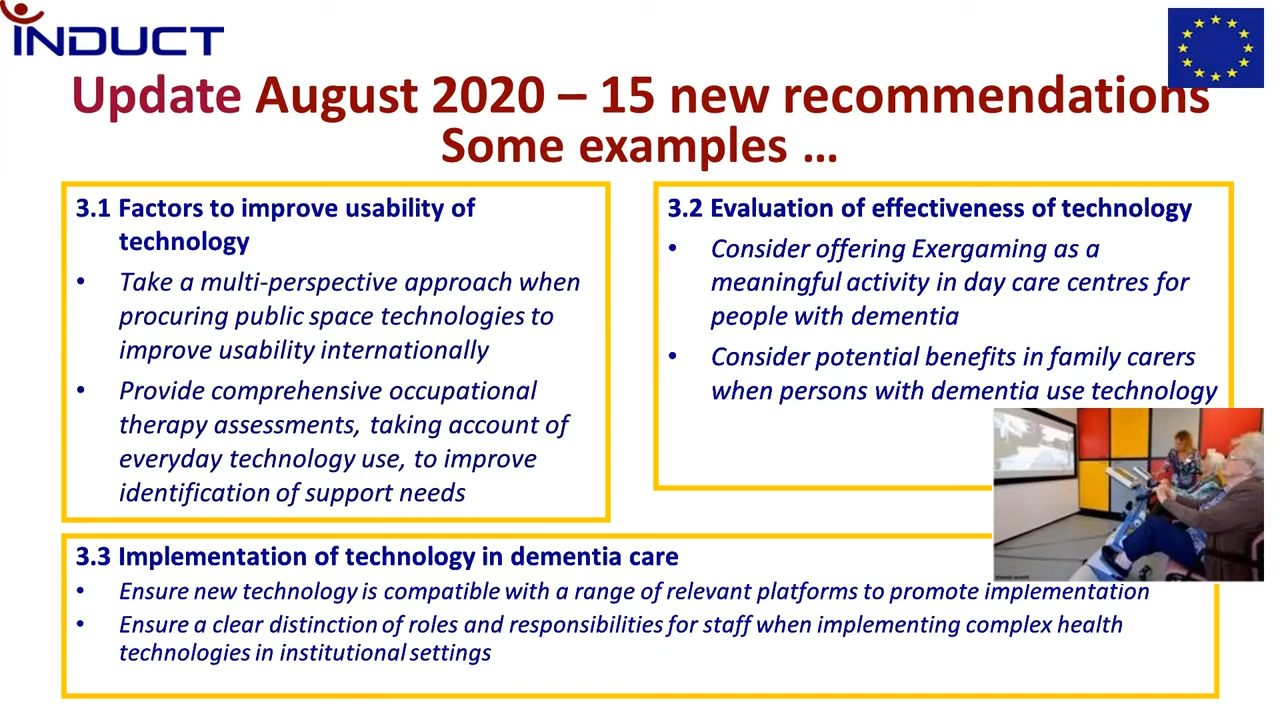 INDUCT
Update August 2020 – 15 new recommendations
Some examples …
3.1 Factors to improve usability of
technology
• Take a multi-perspective approach when
procuring public space technologies to
improve usability internationally
• Provide comprehensive occupational
therapy assessments, taking account of
everyday technology use, to improve
identification of support needs
3.2 Evaluation of effectiveness of technology
• Consider offering Exergaming as a
meaningful activity in day care centres for
people with dementia
• Consider potential benefits in family carers
when persons with dementia use technology
3.3 Implementation of technology in dementia care
• Ensure new technology is compatible with a range of relevant platforms to promote implementation
• Ensure a clear distinction of roles and responsibilities for staff when implementing complex health
technologies in institutional settings